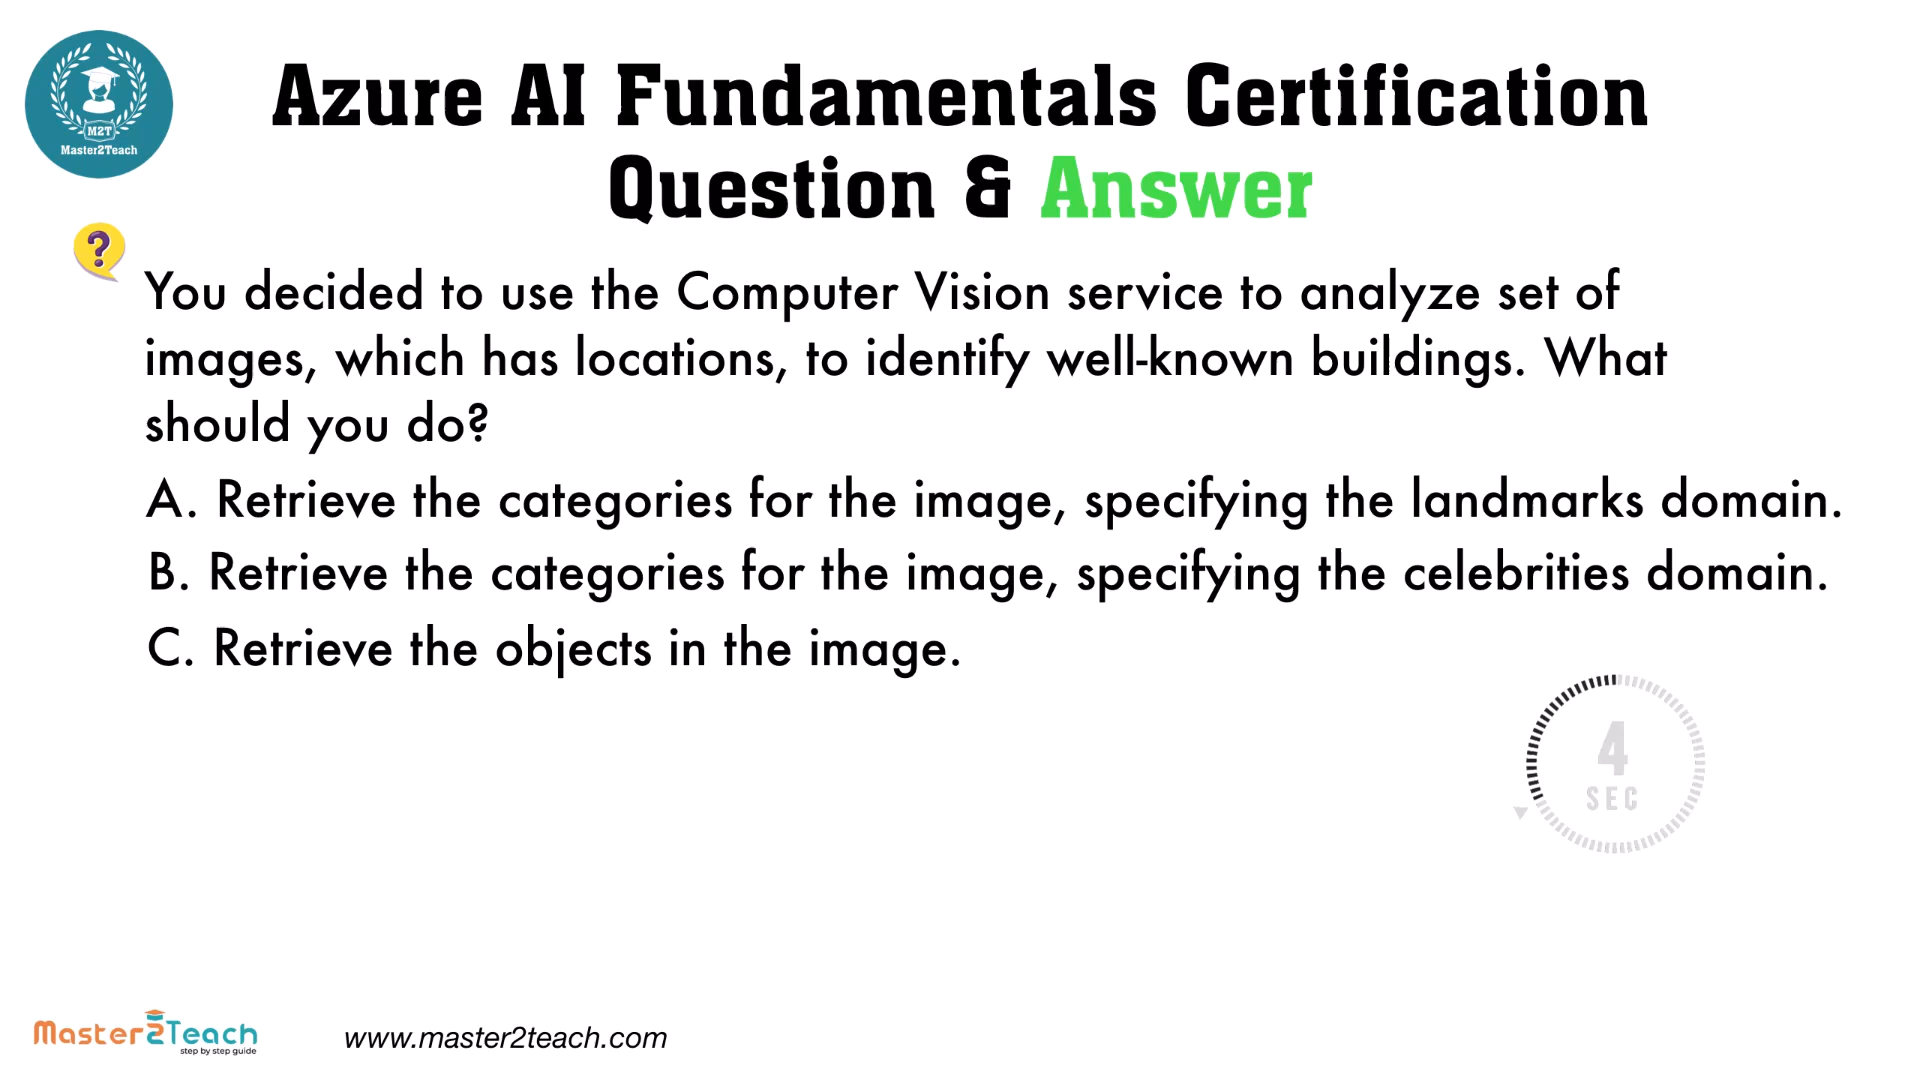 M2T
Master2Teach
Azure AI Fundamentals Certification
Question & Answer
?
You decided to use the Computer Vision service to analyze set of
images, which has locations, to identify well-known buildings. What
should you do?
A. Retrieve the categories for the image, specifying the landmarks domain.
B. Retrieve the categories for the image, specifying the celebrities domain.
C. Retrieve the objects in the image.
4
SEC
Master2Teach
step by step guide
www.master2teach.com